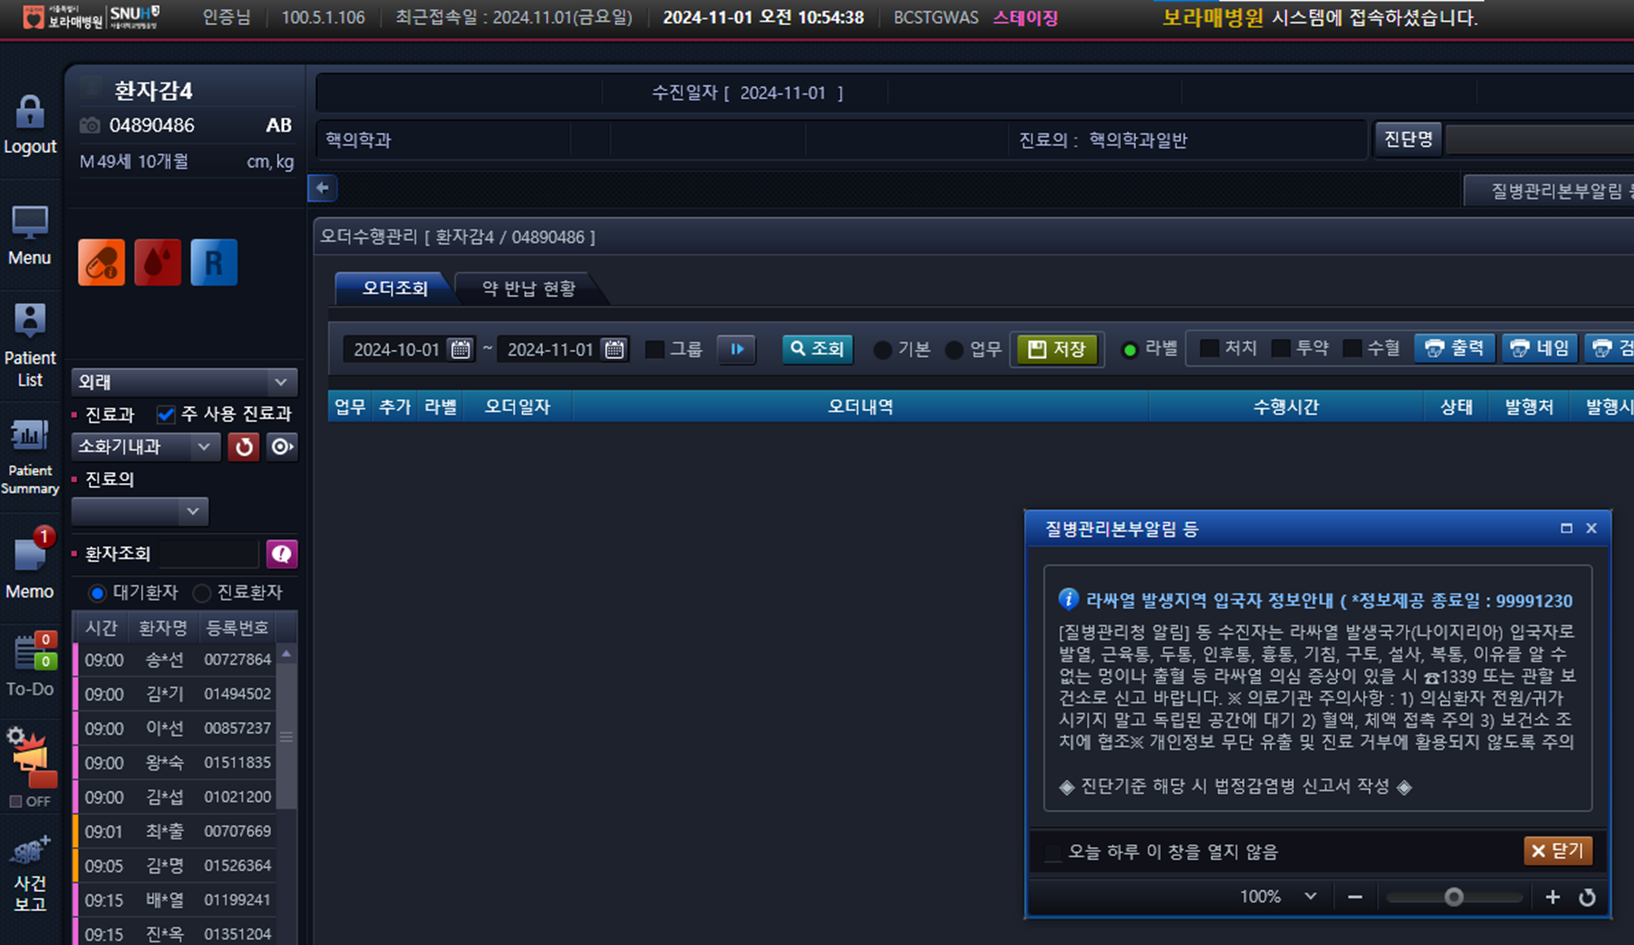 서울특별시 보라매병원 SNUH 인증님 100.5.1.106 최근접속일 : 2024.11.01(금요일) 2024-11-01 오전 10:54:38 BCSTGWAS 스테이징 보라매병원 시스템에 접속하셨습니다.
Logout
Menu
Patient List
Patient Summary
1
Memo
0
0
To-Do
OFF
사건
보고
환자감4
04890486 AB
M 49세 10개월 cm, kg
R
외래
진료과 주 사용 진료과
소화기내과
진료의
환자조회
대기환자 진료환자
시간 환자명 등록번호
09:00 송*선 00727864
09:00 김*기 01494502
09:00 이*선 00857237
09:00 왕*숙 01511835
09:00 김*섭 01021200
09:01 최*출 00707669
09:05 김*명 01526364
09:15 배*열 01199241
09:15 진*옥 01351204
수진일자 [ 2024-11-01 ]
핵의학과 진료의 : 핵의학과일반 진단명
질병관리본부알림
오더수행관리 [ 환자감4 / 04890486 ]
오더조회 약 반납 현황
2024-10-01 ~ 2024-11-01 그룹 조회 기본 업무 저장 라벨 처치 투약 수혈 출력 네임 검
업무 추가 라벨 오더일자 오더내역 수행시간 상태 발행처 발행시
질병관리본부알림 등
라싸열 발생지역 입국자 정보안내 ( *정보제공 종료일 : 99991230
[질병관리청 알림] 동 수진자는 라싸열 발생국가(나이지리아) 입국자로
발열, 근육통, 두통, 인후통, 흉통, 기침, 구토, 설사, 복통, 이유를 알 수
없는 멍이나 출혈 등 라싸열 의심 증상이 있을 시 ☎1339 또는 관할 보
건소로 신고 바랍니다. ※ 의료기관 주의사항 : 1) 의심환자 전원/귀가
시키지 말고 독립된 공간에 대기 2) 혈액, 체액 접촉 주의 3) 보건소 조
치에 협조※ 개인정보 무단 유출 및 진료 거부에 활용되지 않도록 주의
◈ 진단기준 해당 시 법정감염병 신고서 작성 ◈
오늘 하루 이 창을 열지 않음 닫기
100%